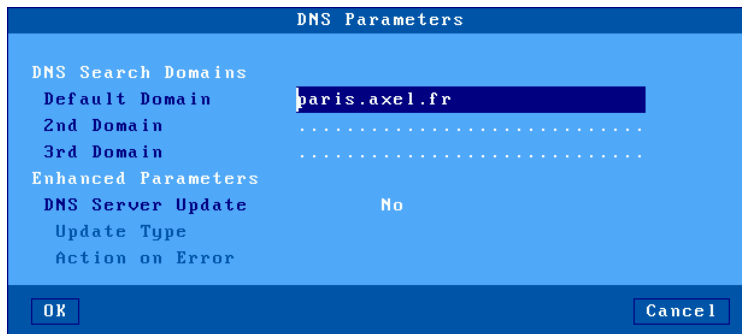 DNS Parameters
DNS Search Domains
Default Domain paris.axel.fr
2nd Domain ..............................
3rd Domain ..............................
Enhanced Parameters
DNS Server Update No
Update Type
Action on Error
OK Cancel